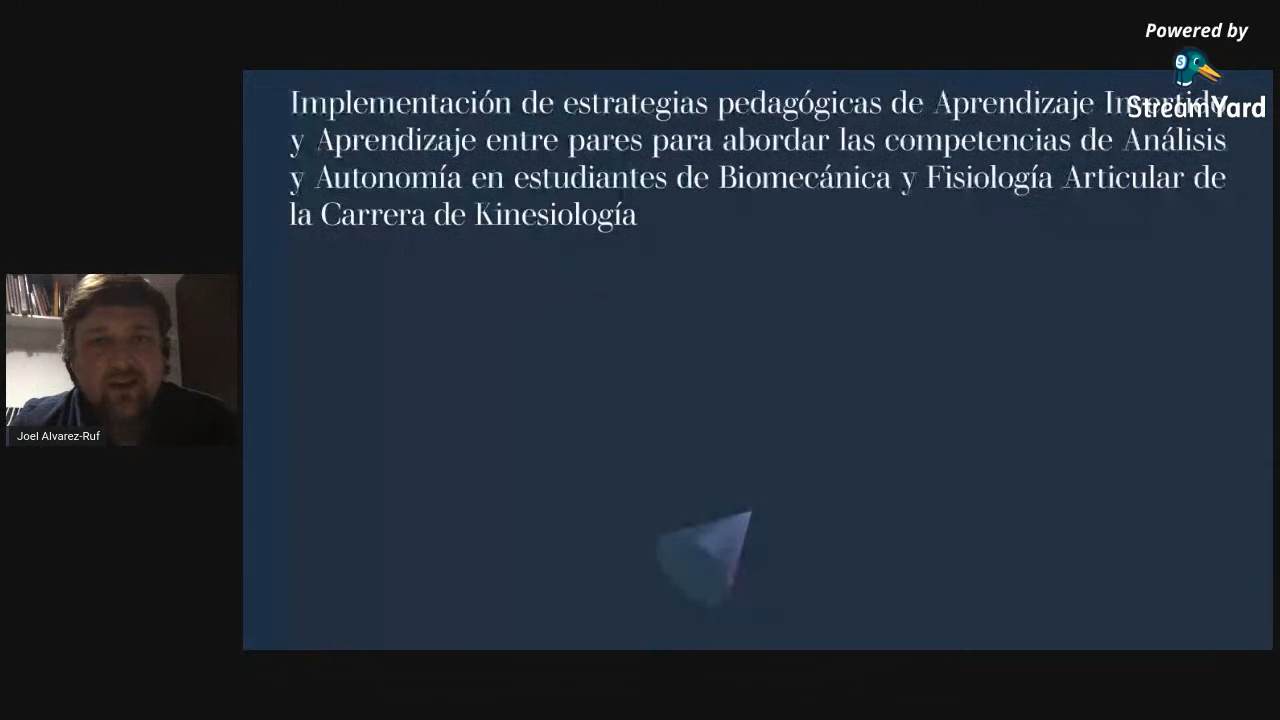 Powered by
StreamYard
Implementación de estrategias pedagógicas de Aprendizaje
y Aprendizaje entre pares para abordar las competencias de Análisis
y Autonomía en estudiantes de Biomecánica y Fisiología Articular de
la Carrera de Kinesiología
Joel Alvarez-Ruf